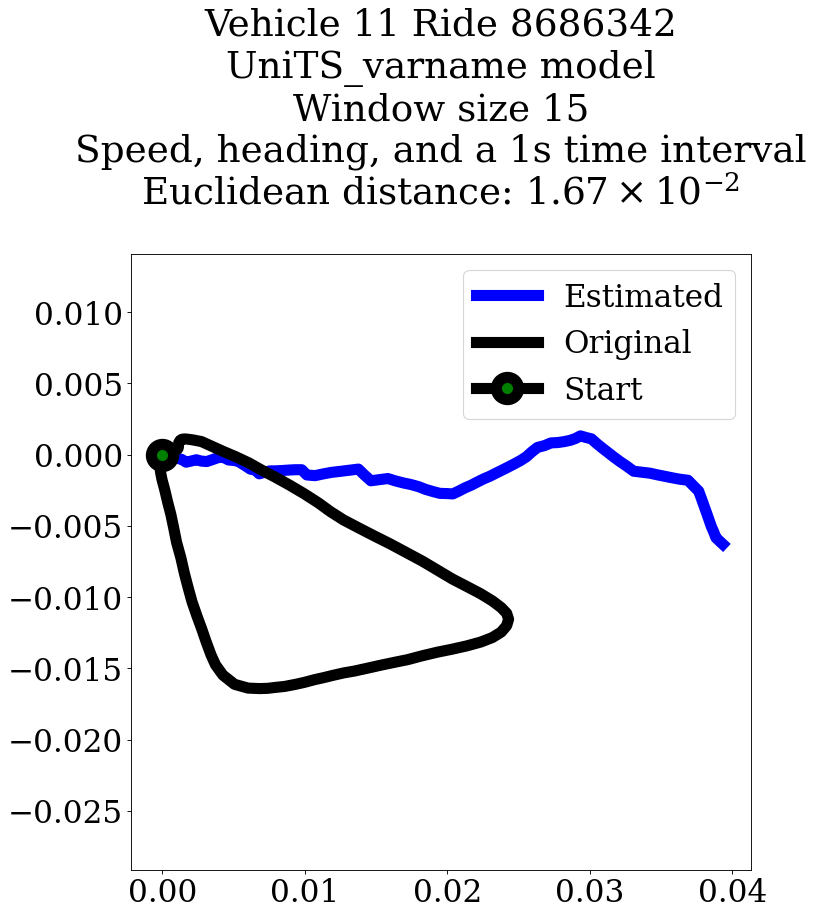 Vehicle 11 Ride 8686342
UniTS_varname model
Window size 15
Speed, heading, and a 1s time interval
Euclidean distance: 1.67 × 10⁻²
Estimated
Original
Start
0.010
0.005
0.000
−0.005
−0.010
−0.015
−0.020
−0.025
0.00 0.01 0.02 0.03 0.04